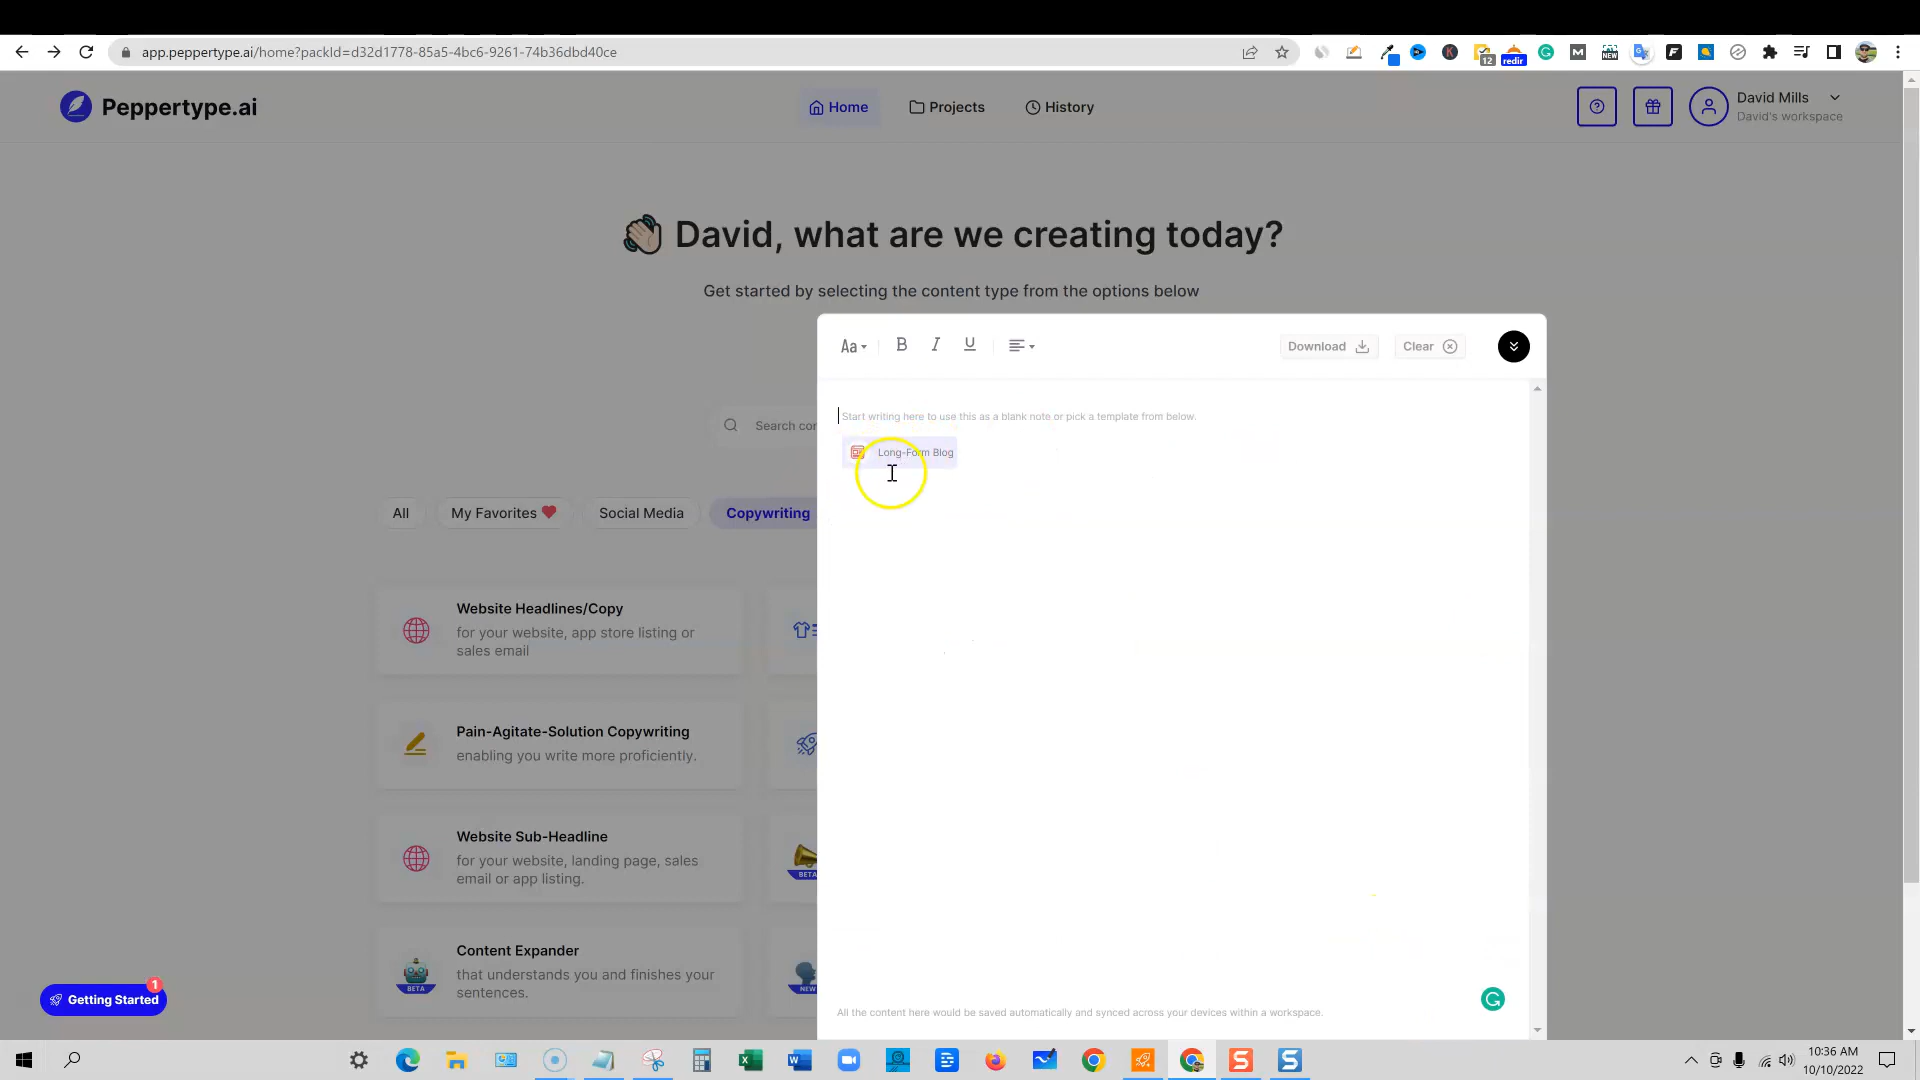 app.peppertype.ai/home?packId=d32d1778-85a5-4bc6-9261-74b36dbd40ce
12
redir
NEW
Peppertype.ai
Home
Projects
History
David Mills
David's workspace
David, what are we creating today?
Get started by selecting the content type from the options below
Aa
B
I
U
Download
Clear
Start writing here to use this as a blank note or pick a template from below.
Search con
Long-Form Blog
All
My Favorites
Social Media
Copywriting
Website Headlines/Copy
for your website, app store listing or
sales email
Pain-Agitate-Solution Copywriting
enabling you write more proficiently.
Website Sub-Headline
for your website, landing page, sales
email or app listing.
BETA
Content Expander
that understands you and finishes your
sentences.
BETA
NEW
Getting Started
1
All the content here would be saved automatically and synced across your devices within a workspace.
10:36 AM
10/10/2022